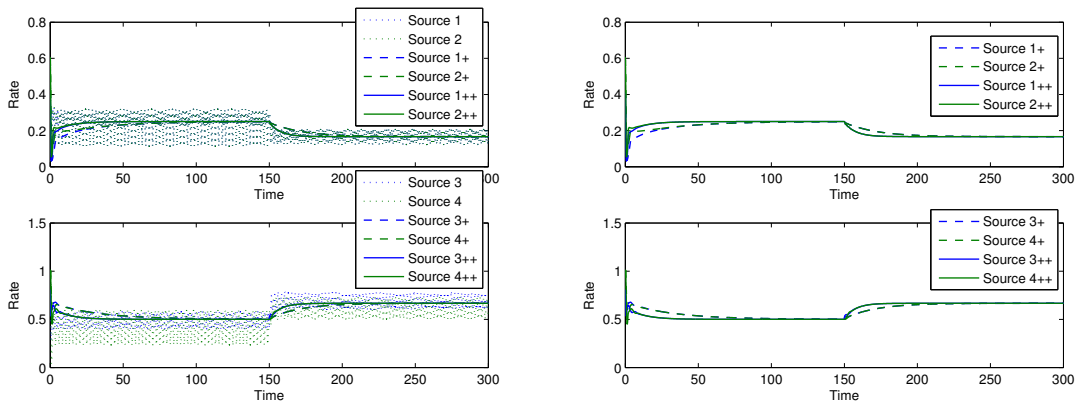 0.8
0.6
0.4
0.2
0
Rate
0
50
100
150
200
250
300
Time
Source 1
Source 2
Source 1+
Source 2+
Source 1++
Source 2++
0.8
0.6
0.4
0.2
0
Rate
0
50
100
150
200
250
300
Time
Source 1+
Source 2+
Source 1++
Source 2++
1.5
1
0.5
0
Rate
0
50
100
150
200
250
300
Time
Source 3
Source 4
Source 3+
Source 4+
Source 3++
Source 4++
1.5
1
0.5
0
Rate
0
50
100
150
200
250
300
Time
Source 3+
Source 4+
Source 3++
Source 4++